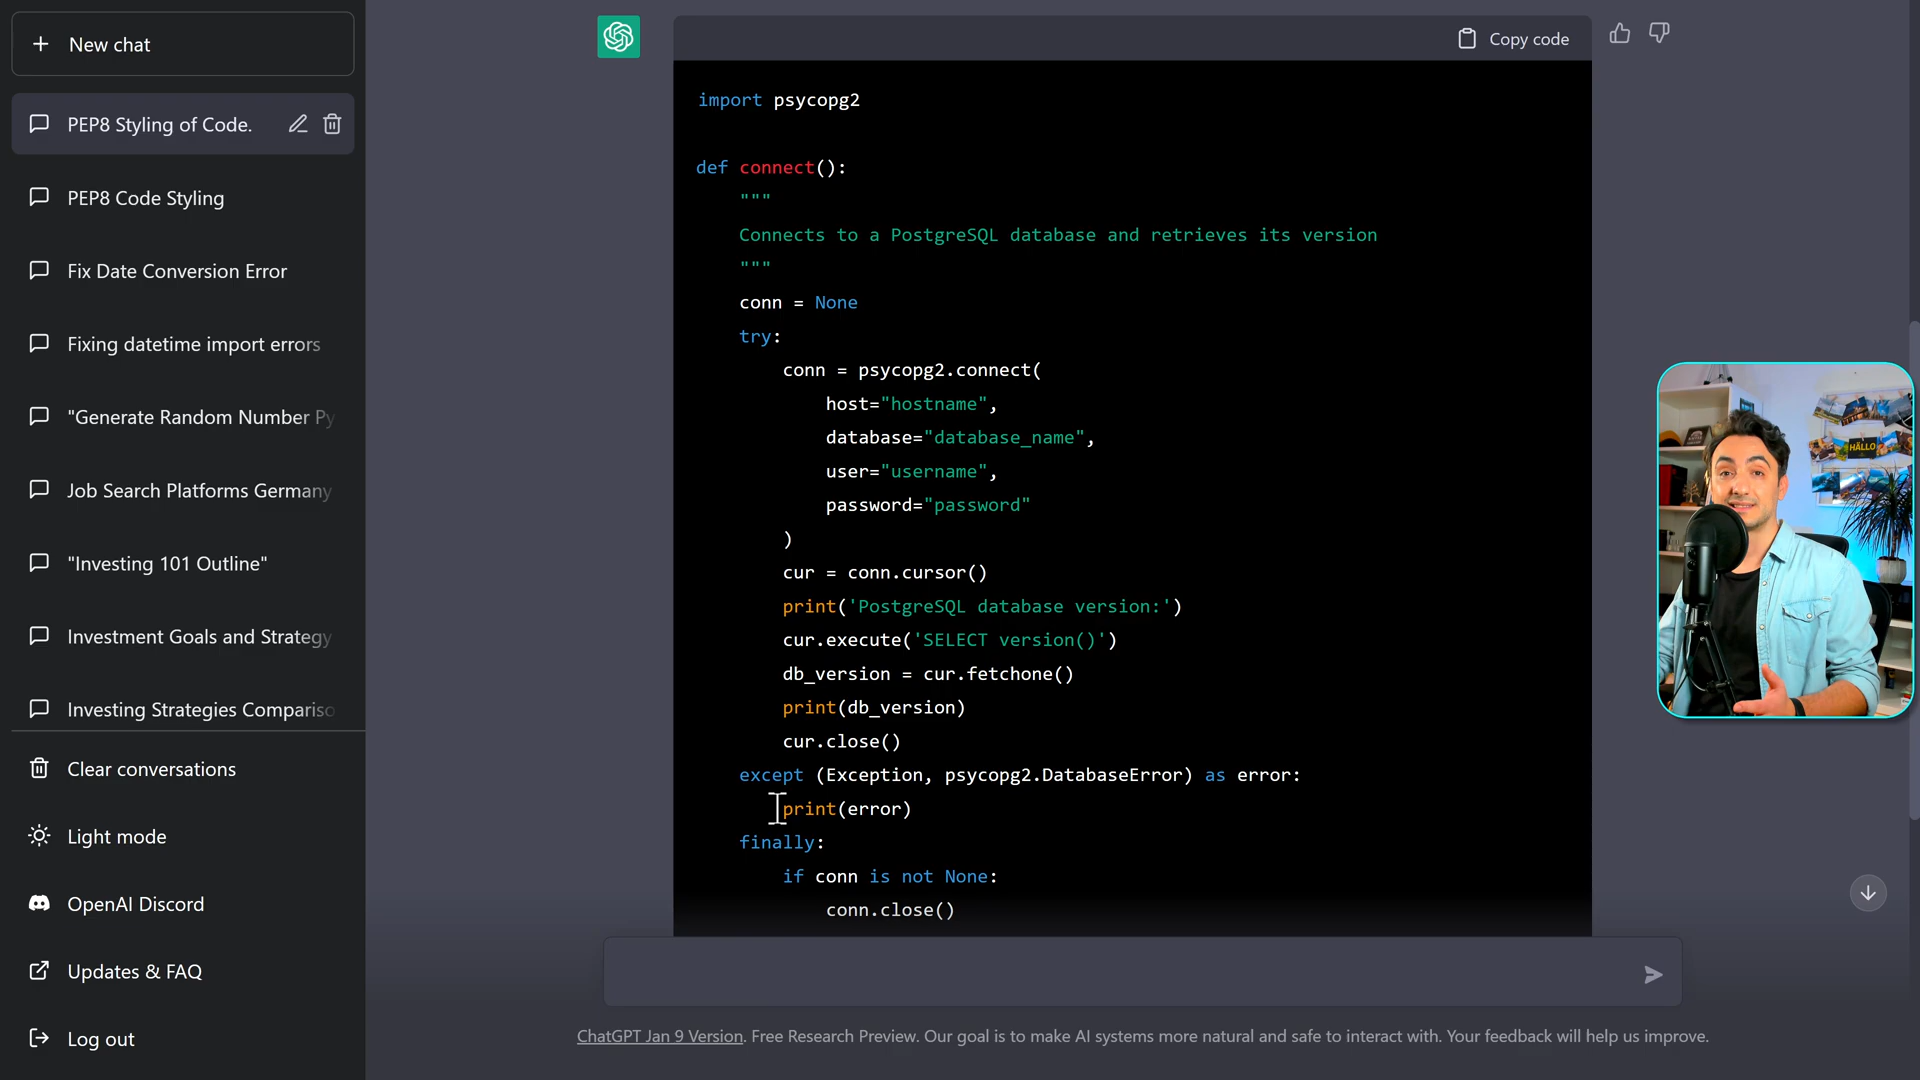 New chat
PEP8 Styling of Code.
PEP8 Code Styling
Fix Date Conversion Error
Fixing datetime import errors
"Generate Random Number Py
Job Search Platforms Germany
"Investing 101 Outline"
Investment Goals and Strategy
Investing Strategies Compariso
Clear conversations
Light mode
OpenAI Discord
Updates & FAQ
Log out
Copy code
import psycopg2
def connect():
"""
Connects to a PostgreSQL database and retrieves its version
"""
conn = None
try:
conn = psycopg2.connect(
host="hostname",
database="database_name",
user="username",
password="password"
)
cur = conn.cursor()
print('PostgreSQL database version:')
cur.execute('SELECT version()')
db_version = cur.fetchone()
print(db_version)
cur.close()
except (Exception, psycopg2.DatabaseError) as error:
print(error)
finally:
if conn is not None:
conn.close()
HÄLLO
ChatGPT Jan 9 Version. Free Research Preview. Our goal is to make AI systems more natural and safe to interact with. Your feedback will help us improve.